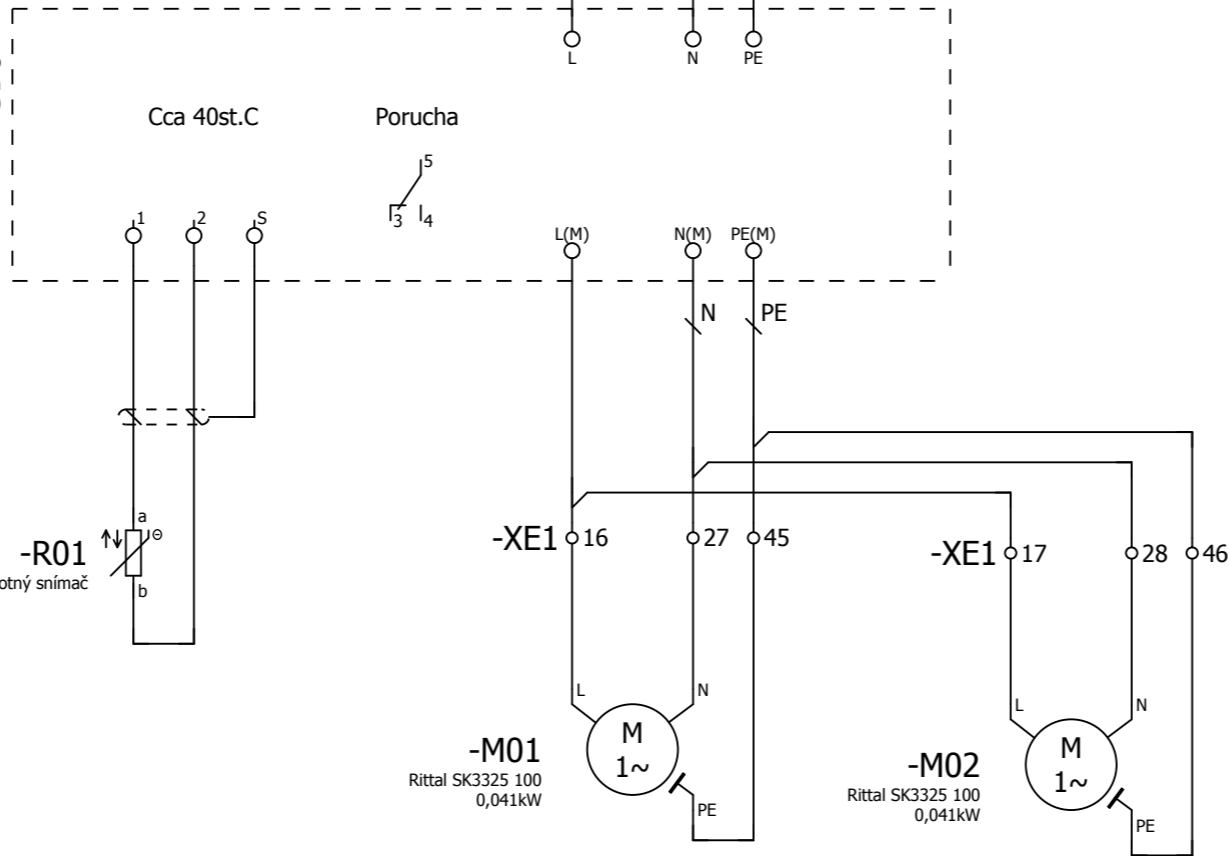 L N PE
Cca 40st.C Porucha
5
3 4
1 2 S
L(M) N(M) PE(M)
N PE
a
-R01
snímač
b
-XE1 16 27 45
-XE1 17 28 46
L N
M
1~
-M01
Rittal SK3325 100
0,041kW
PE
L N
M
1~
-M02
Rittal SK3325 100
0,041kW
PE